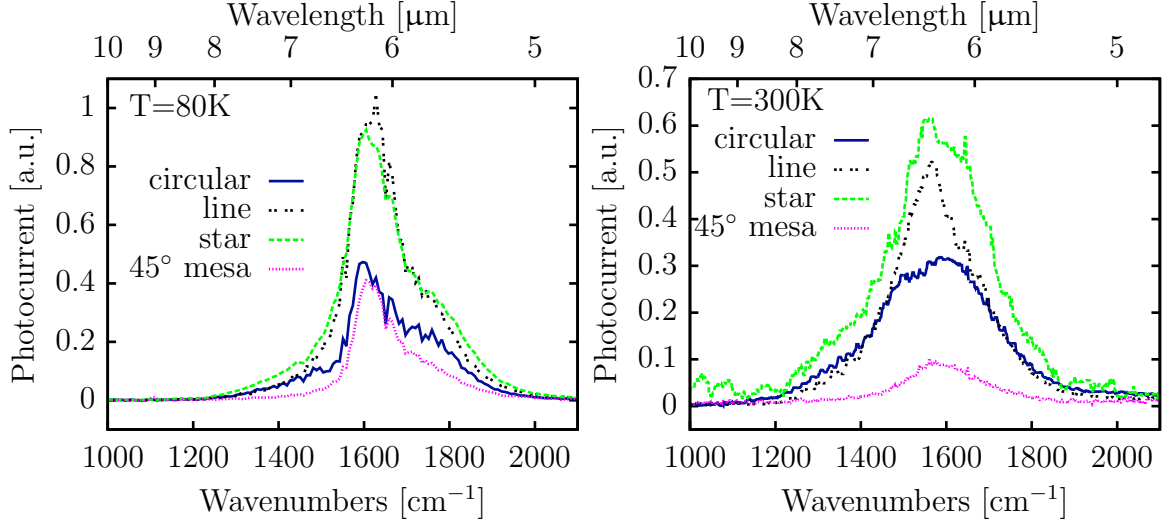 Wavelength [μm]
10 9 8 7 6 5
T=80K
circular
line
star
45° mesa
Photocurrent [a.u.]
1
0.8
0.6
0.4
0.2
0
1000 1200 1400 1600 1800 2000
Wavenumbers [cm⁻¹]
Wavelength [μm]
10 9 8 7 6 5
T=300K
circular
line
star
45° mesa
Photocurrent [a.u.]
0.7
0.6
0.5
0.4
0.3
0.2
0.1
0
1000 1200 1400 1600 1800 2000
Wavenumbers [cm⁻¹]